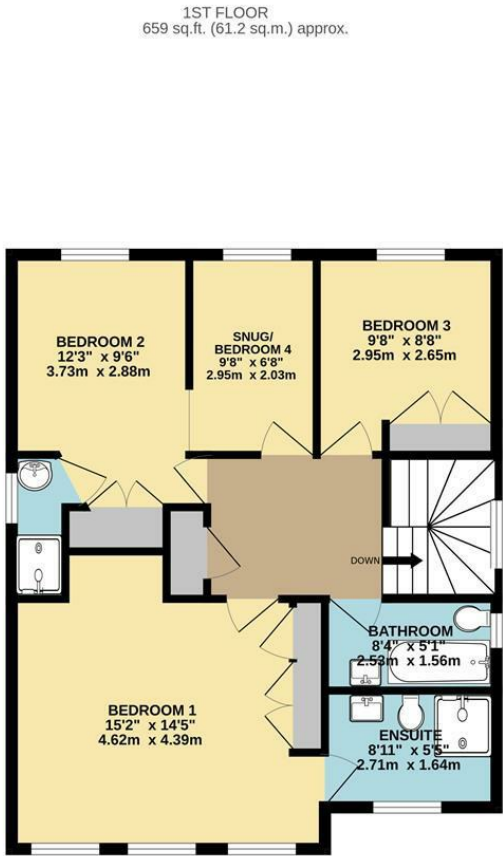 1ST FLOOR
659 sq.ft. (61.2 sq.m.) approx.
BEDROOM 2
12'3" x 9'6"
3.73m x 2.88m
SNUG/
BEDROOM 4
9'8" x 6'8"
2.95m x 2.03m
BEDROOM 3
9'8" x 8'8"
2.95m x 2.65m
DOWN
BATHROOM
8'4" x 5'1"
2.53m x 1.56m
BEDROOM 1
15'2" x 14'5"
4.62m x 4.39m
ENSUITE
8'11" x 5'5"
2.71m x 1.64m